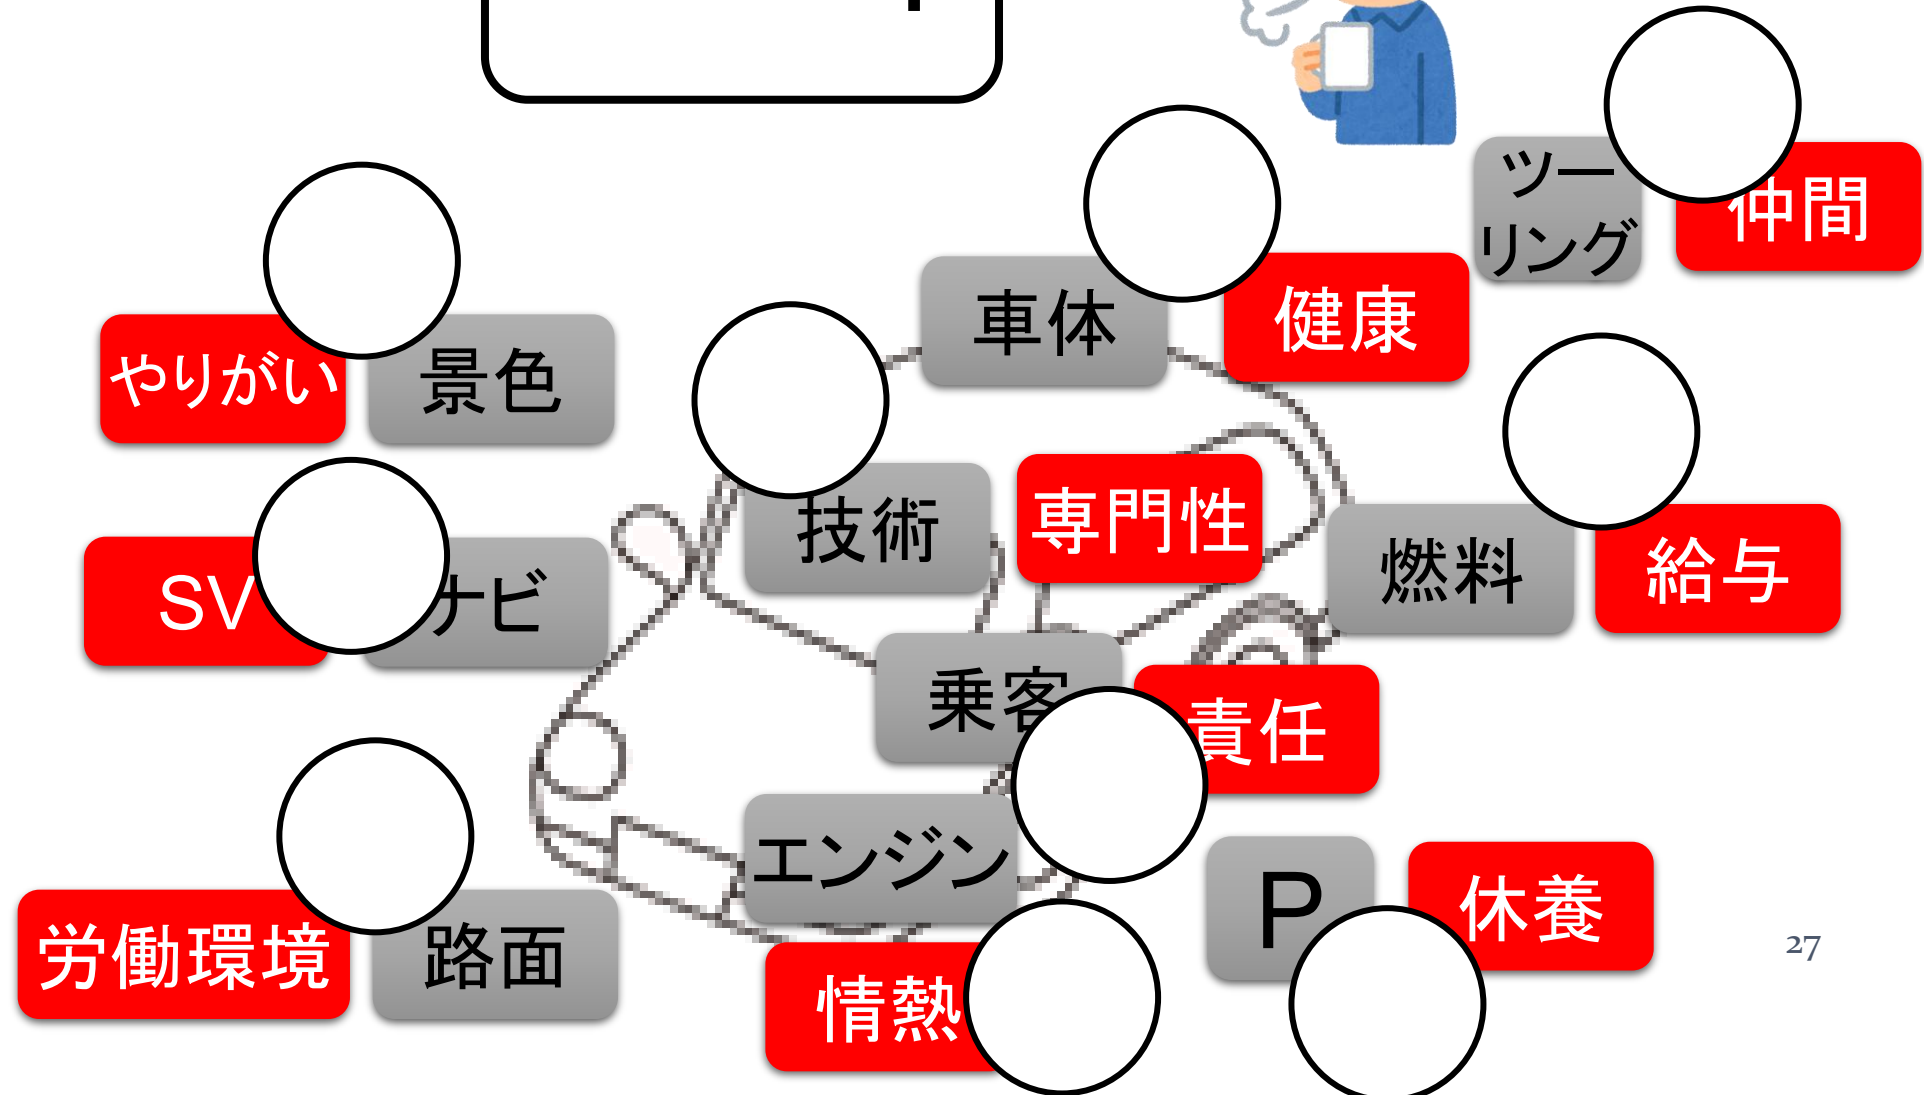 ツー
リング
仲間
車体
健康
やりがい
景色
技術
専門性
燃料
給与
SV
ナビ
乗客
責任
エンジン
P
休養
労働環境
路面
情熱
27